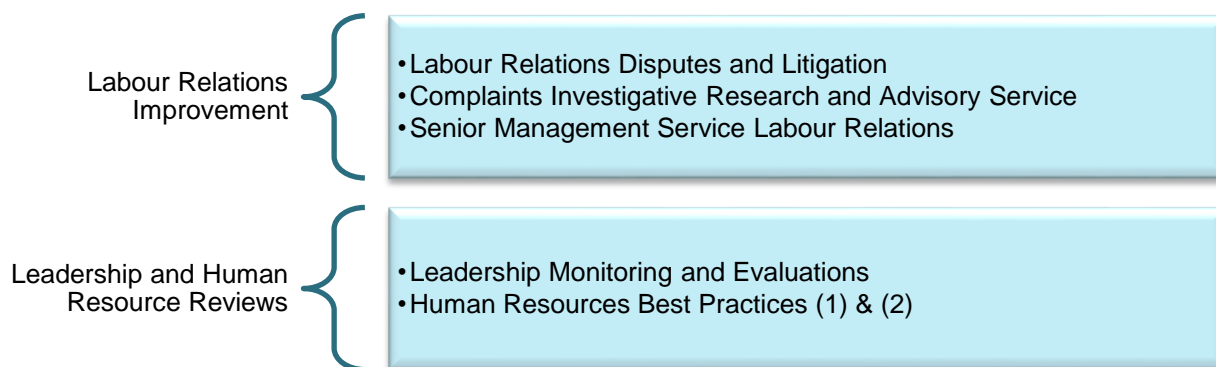 Labour Relations
Improvement
•Labour Relations Disputes and Litigation
•Complaints Investigative Research and Advisory Service
•Senior Management Service Labour Relations
Leadership and Human
Resource Reviews
•Leadership Monitoring and Evaluations
•Human Resources Best Practices (1) & (2)